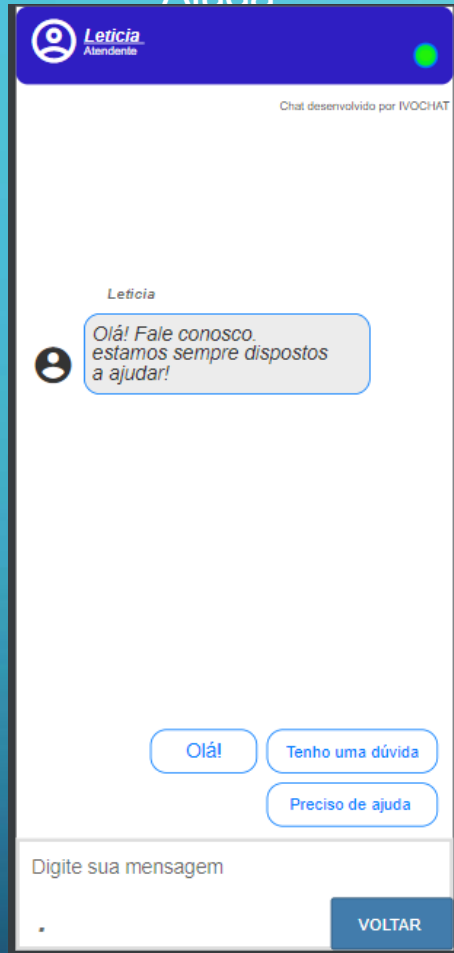 Leticia
Atendente
Chat desenvolvido por IVOCHAT
Leticia
Olá! Fale conosco.
estamos sempre dispostos
a ajudar!
Olá!
Tenho uma dúvida
Preciso de ajuda
Digite sua mensagem
VOLTAR